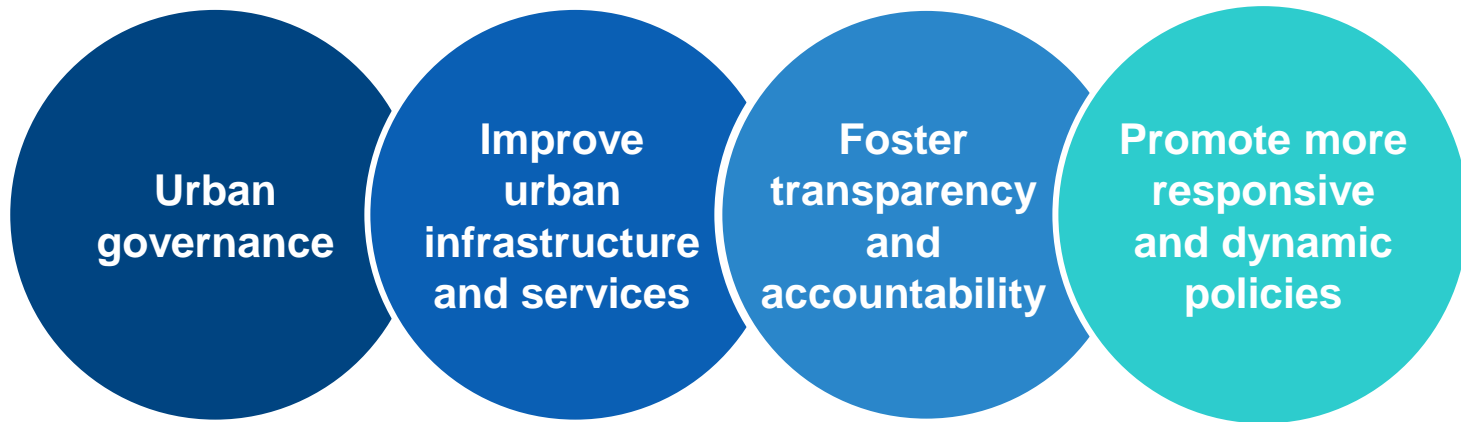 Urban
governance
Improve
urban
infrastructure
and services
Foster
transparency
and
accountability
Promote more
responsive
and dynamic
policies